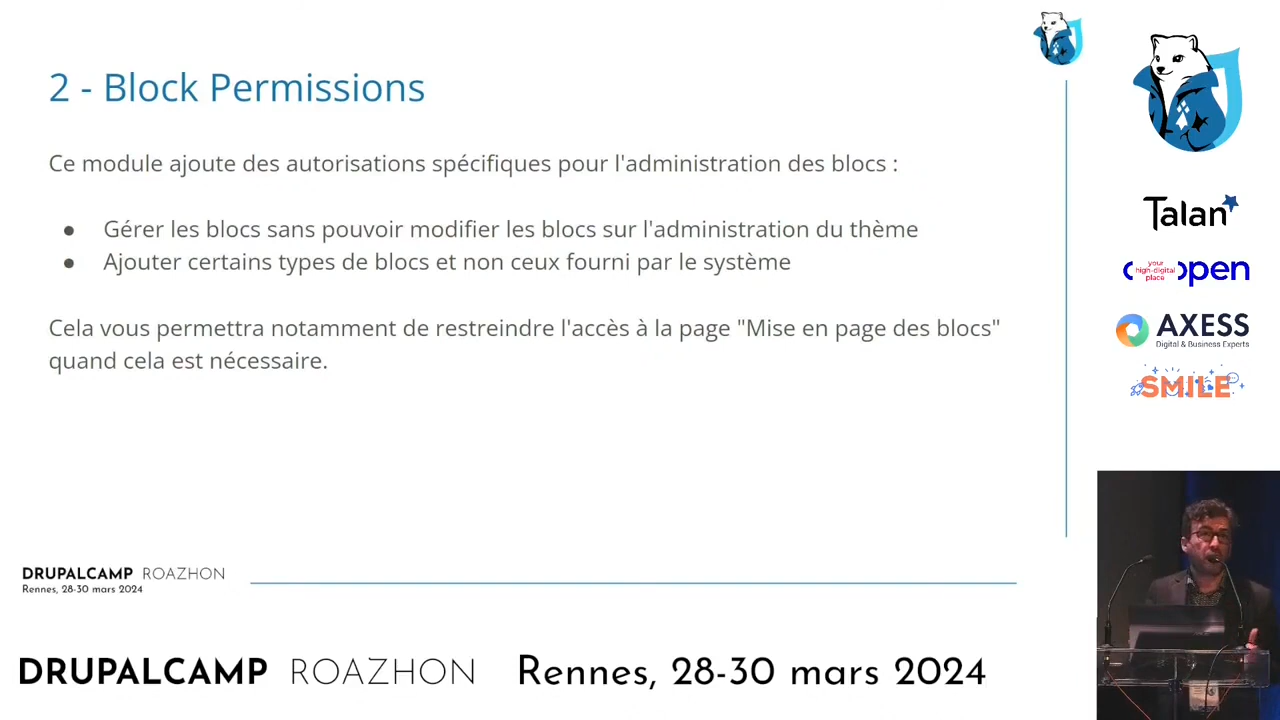 2 - Block Permissions
Ce module ajoute des autorisations spécifiques pour l'administration des blocs :
● Gérer les blocs sans pouvoir modifier les blocs sur l'administration du thème
● Ajouter certains types de blocs et non ceux fourni par le système
Cela vous permettra notamment de restreindre l'accès à la page "Mise en page des blocs"
quand cela est nécessaire.
Talan
your
high-digital
place
open
AXESS
Digital & Business Experts
SMILE
DRUPALCAMP ROAZHON
Rennes, 28-30 mars 2024
DRUPALCAMP ROAZHON Rennes, 28-30 mars 2024